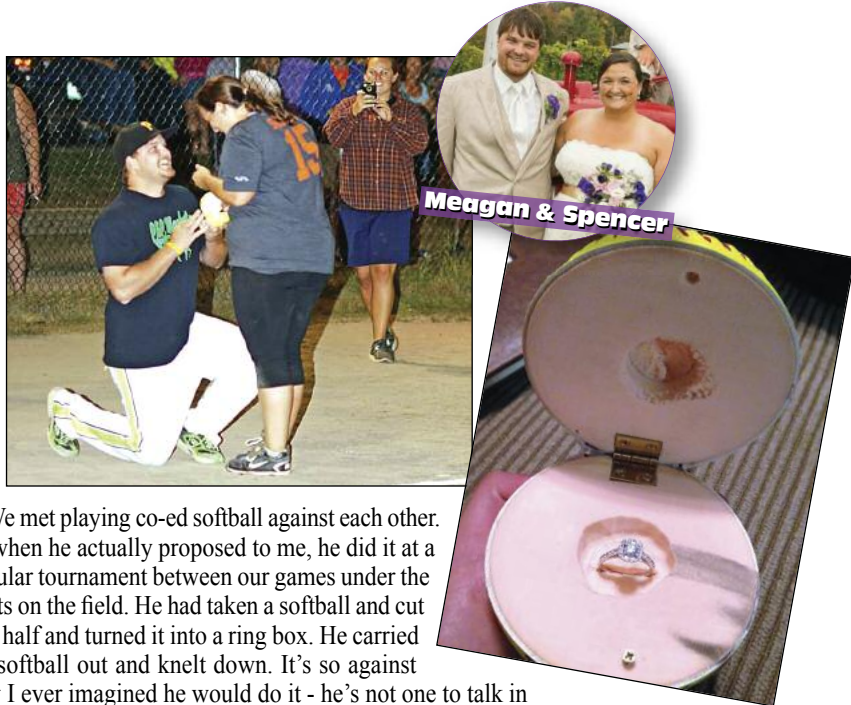 15
Meagan & Spencer
We met playing co-ed softball against each other.
when he actually proposed to me, he did it at a
ular tournament between our games under the
ts on the field. He had taken a softball and cut
half and turned it into a ring box. He carried
softball out and knelt down. It's so against
I ever imagined he would do it - he's not one to talk in